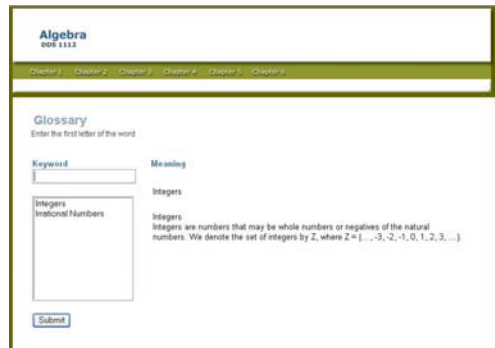 Algebra
DDS 1112
Chapter 1 Chapter 2 Chapter 3 Chapter 4 Chapter 5 Chapter 6
Glossary
Enter the first letter of the word
Keyword
Meaning
Integers
Irrational Numbers
Integers
Integers
Integers are numbers that may be whole numbers or negatives of the natural
numbers. We denote the set of integers by Z, where Z = {... , -3, -2, -1, 0, 1, 2, 3, ...}.
Submit